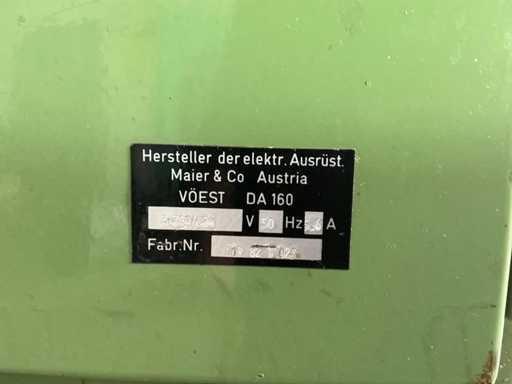 Hersteller der elektr. Ausrüst.
Maier & Co Austria
VÖEST DA 160
V 50 Hz A
Fabr.Nr.